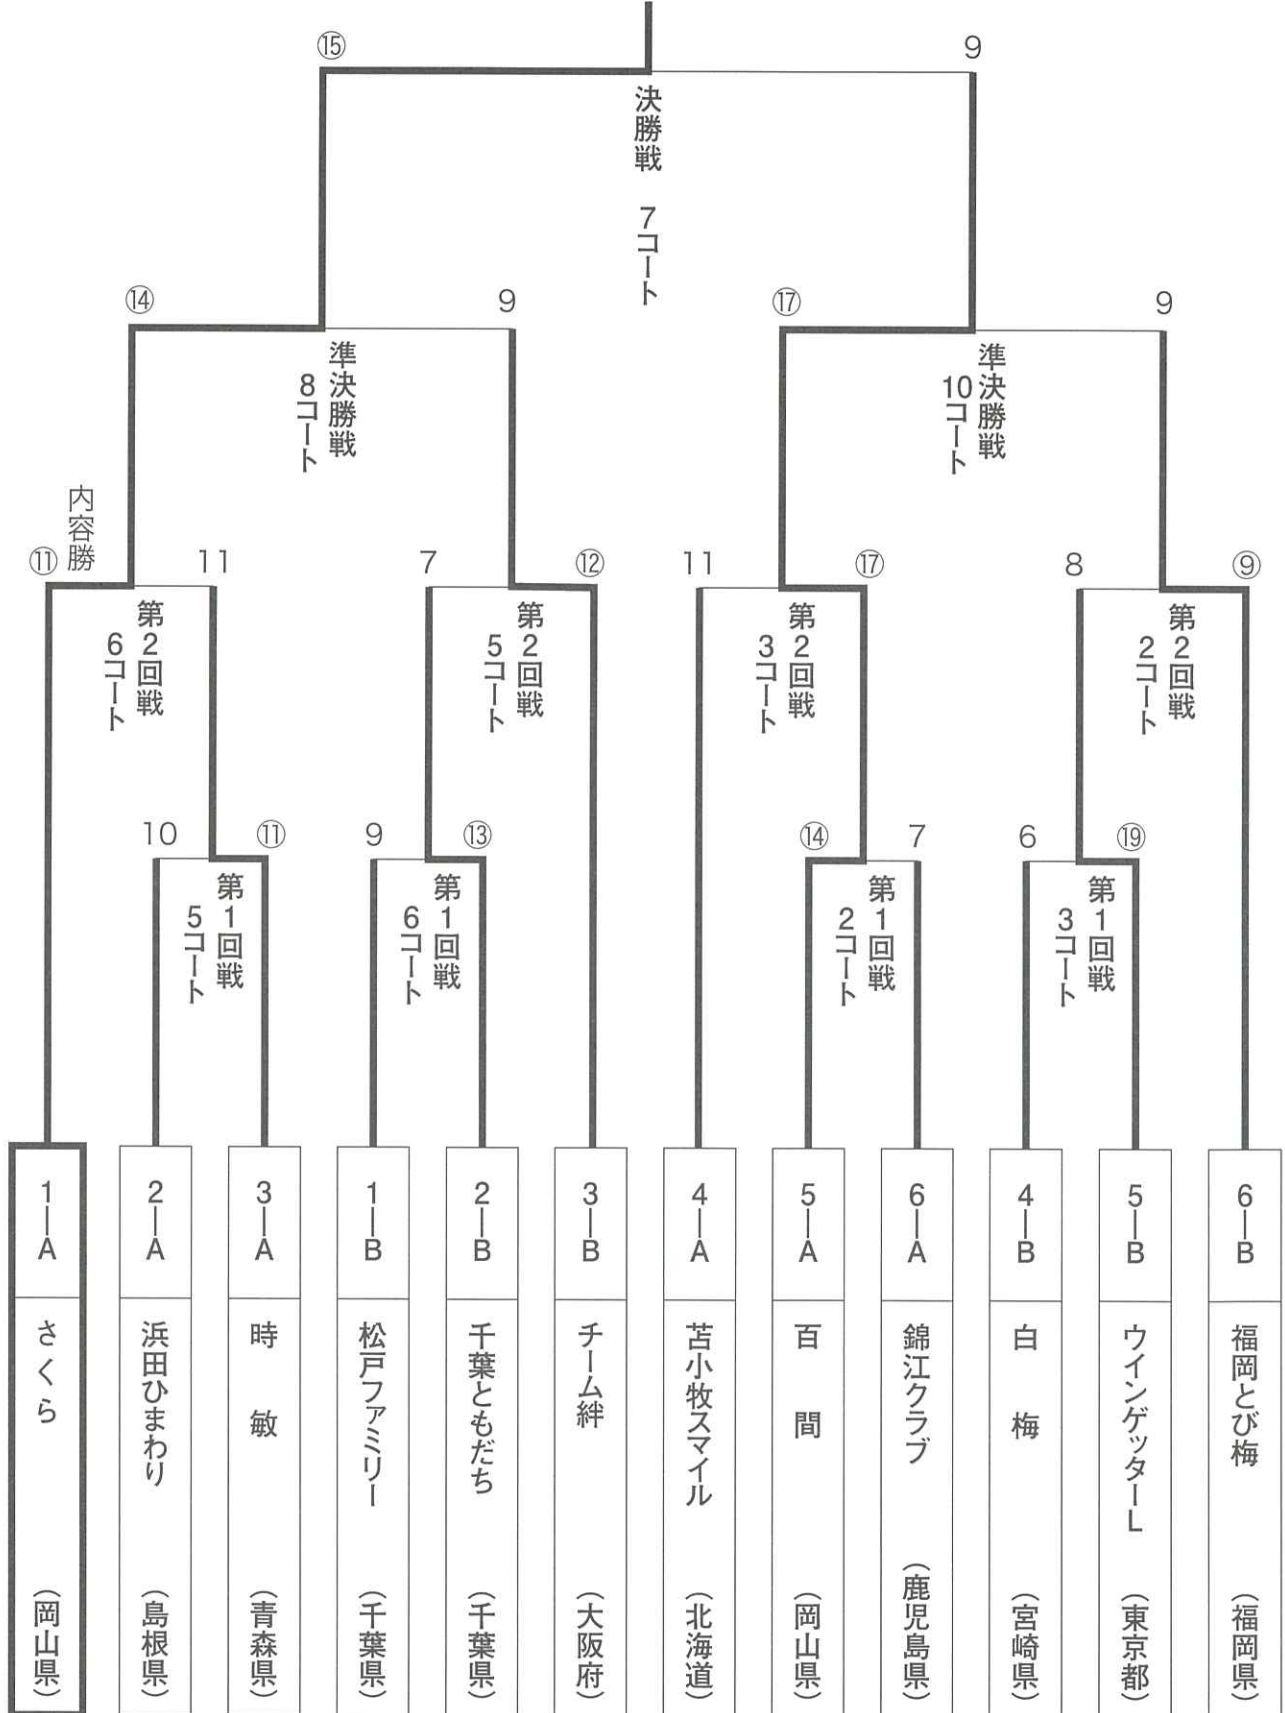 ⑮
9
決勝戦 7コート
⑭
9
⑰
9
準決勝戦
8コート
準決勝戦
10コート
内容勝
⑪
11
7
⑫
11
⑰
8
⑨
第2回戦
6コート
第2回戦
5コート
第2回戦
3コート
第2回戦
2コート
10
⑪
9
⑬
⑭
7
6
⑲
第1回戦
5コート
第1回戦
6コート
第1回戦
2コート
第1回戦
3コート
1―A
さくら
（岡山県）
2―A
浜田ひまわり
（島根県）
3―A
時敏
（青森県）
1―B
松戸ファミリー
（千葉県）
2―B
千葉ともだち
（千葉県）
3―B
チーム絆
（大阪府）
4―A
苫小牧スマイル
（北海道）
5―A
百間
（岡山県）
6―A
錦江クラブ
（鹿児島県）
4―B
白梅
（宮崎県）
5―B
ウインゲッターL
（東京都）
6―B
福岡とび梅
（福岡県）